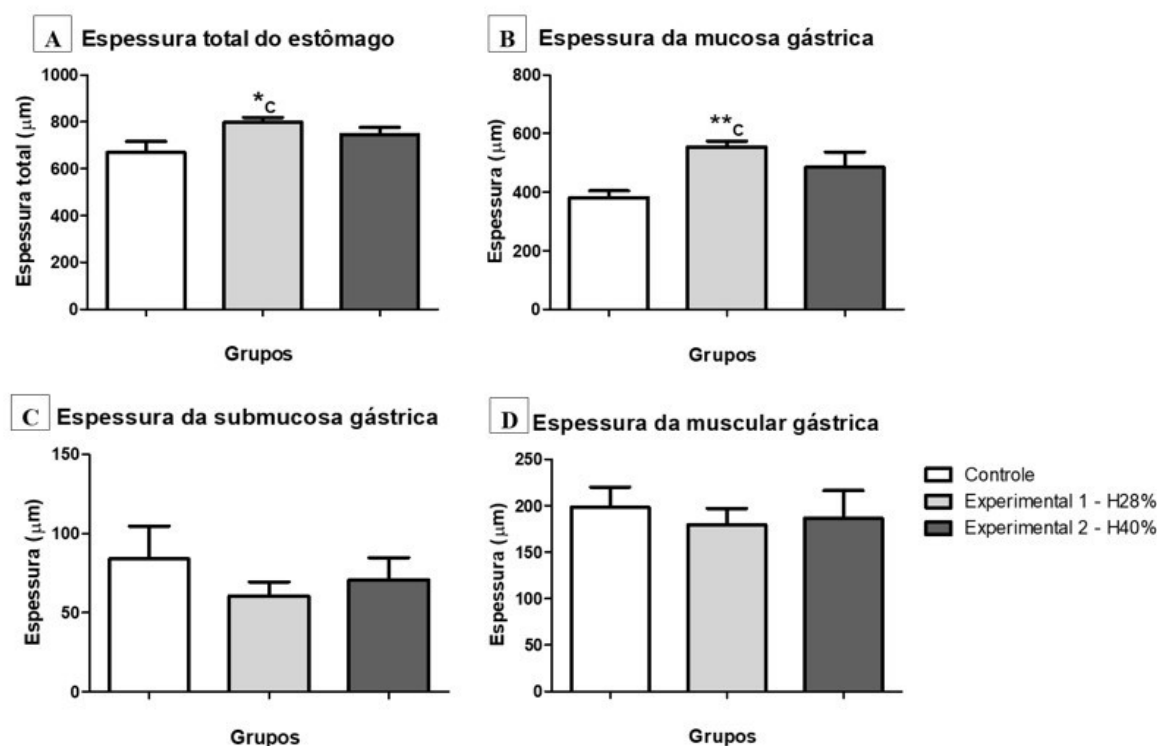 A Espessura total do estômago
Espessura total (μm)
1000
800
600
400
200
0
*c
Grupos
B Espessura da mucosa gástrica
Espessura (μm)
800
600
400
200
0
**c
Grupos
C Espessura da submucosa gástrica
Espessura (μm)
150
100
50
0
Grupos
D Espessura da muscular gástrica
Espessura (μm)
250
200
150
100
50
0
Grupos
Controle
Experimental 1 - H28%
Experimental 2 - H40%